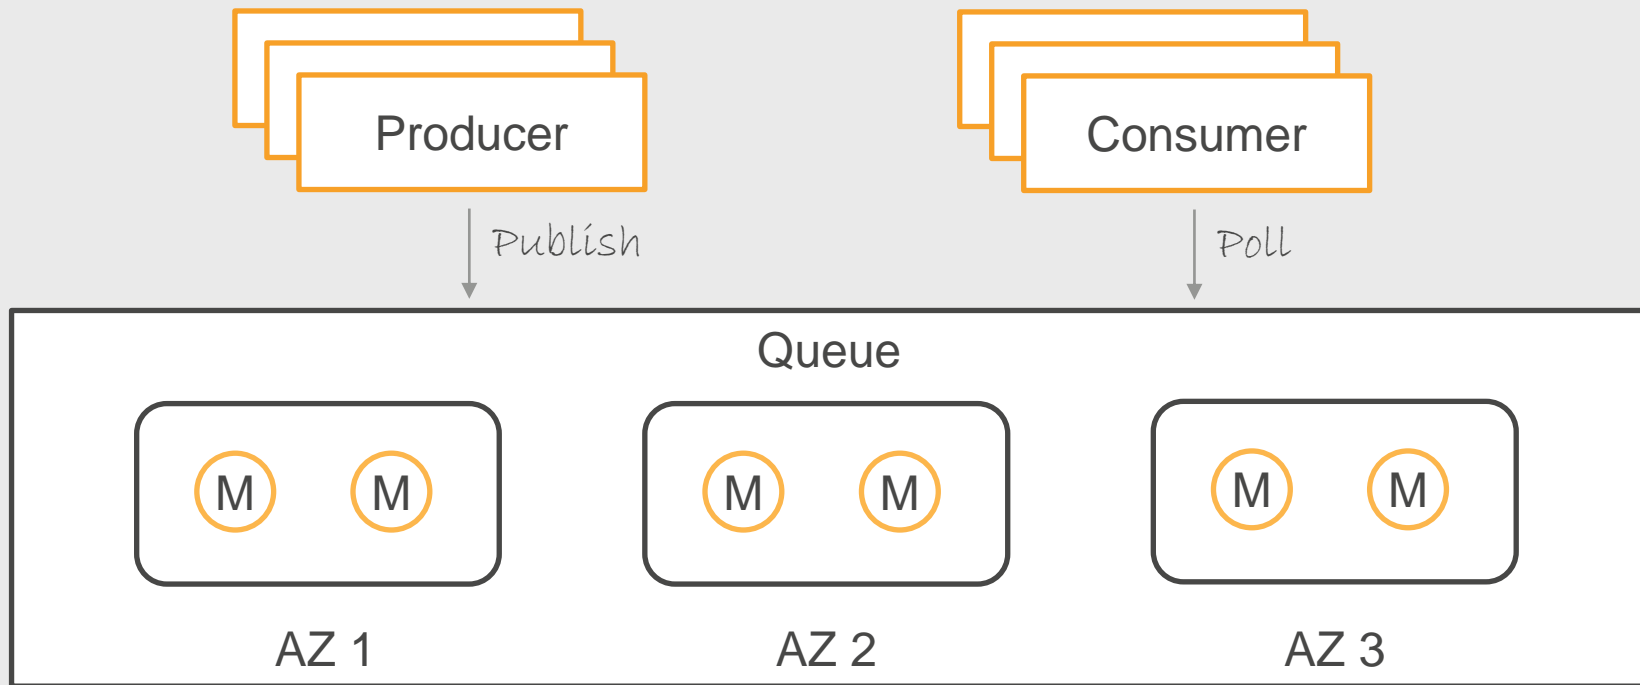 Producer
Consumer
Publish
Poll
Queue
M M M M M M
AZ 1 AZ 2 AZ 3